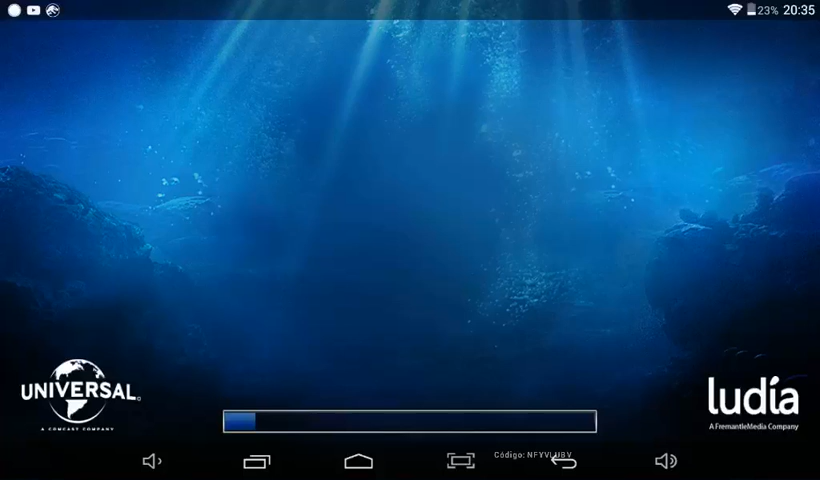 23% 20:35
UNIVERSAL
A COMCAST COMPANY
ludia
A FremantleMedia Company
Código: NFYVLUBV